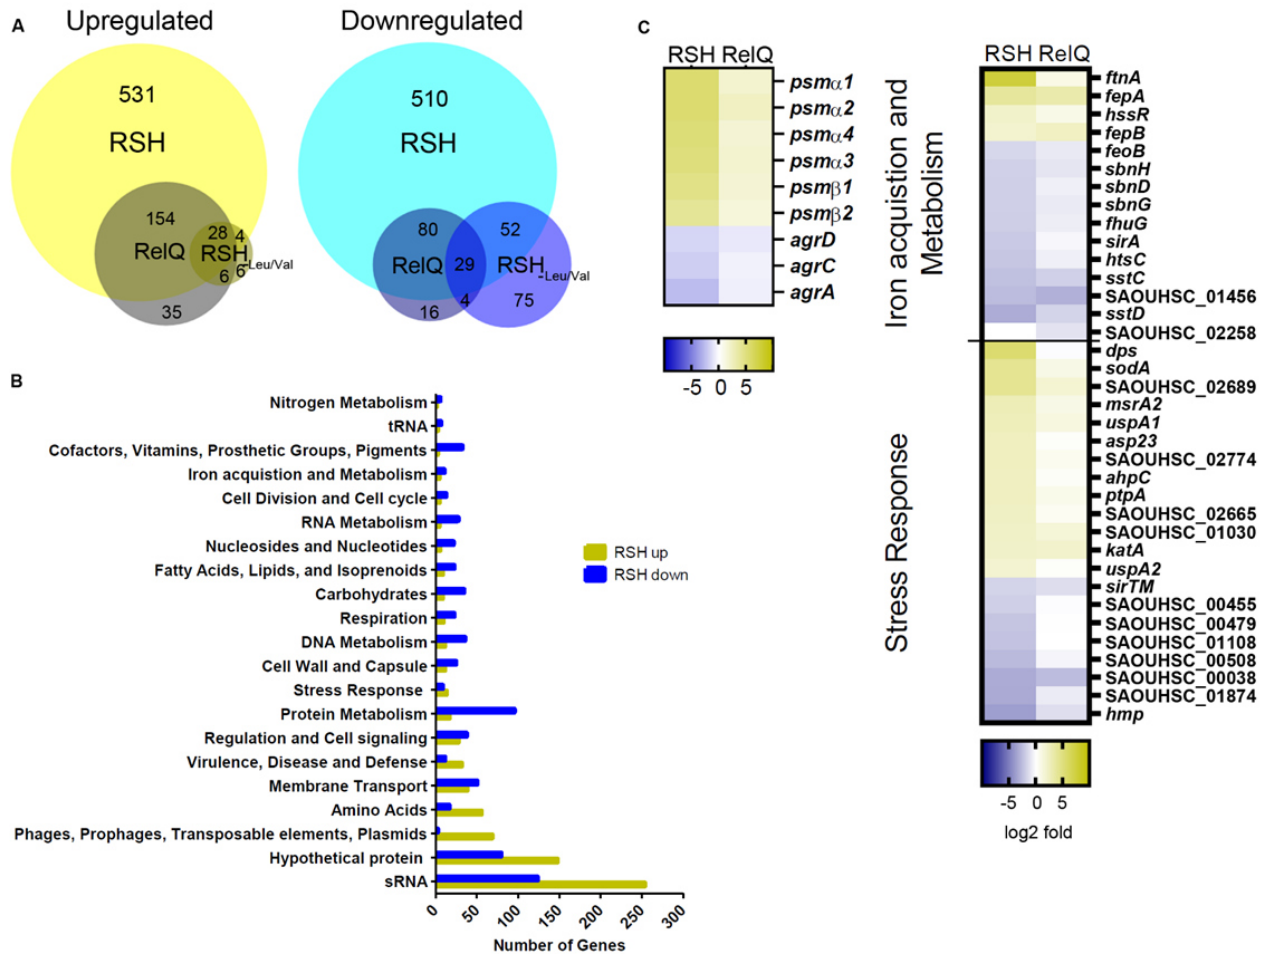 A
Upregulated
531
RSH
154
RelQ
28
4
RSH
-Leu/Val
6
6
35
Downregulated
510
RSH
80
52
RelQ
29
RSH
-Leu/Val
16
4
75
B
Nitrogen Metabolism
tRNA
Cofactors, Vitamins, Prosthetic Groups, Pigments
Iron acquistion and Metabolism
Cell Division and Cell cycle
RNA Metabolism
Nucleosides and Nucleotides
Fatty Acids, Lipids, and Isoprenoids
Carbohydrates
Respiration
DNA Metabolism
Cell Wall and Capsule
Stress Response
Protein Metabolism
Regulation and Cell signaling
Virulence, Disease and Defense
Membrane Transport
Amino Acids
Phages, Prophages, Transposable elements, Plasmids
Hypothetical protein
sRNA
0 50 100 150 200 250 300
Number of Genes
RSH up
RSH down
C
RSH RelQ
psmα1
psmα2
psmα4
psmα3
psmβ1
psmβ2
agrD
agrC
agrA
-5 0 5
Iron acquistion and
Metabolism
Stress Response
RSH RelQ
ftnA
fepA
hssR
fepB
feoB
sbnH
sbnD
sbnG
fhuG
sirA
htsC
sstC
SAOUHSC_01456
sstD
SAOUHSC_02258
dps
sodA
SAOUHSC_02689
msrA2
uspA1
asp23
SAOUHSC_02774
ahpC
ptpA
SAOUHSC_02665
SAOUHSC_01030
katA
uspA2
sirTM
SAOUHSC_00455
SAOUHSC_00479
SAOUHSC_01108
SAOUHSC_00508
SAOUHSC_00038
SAOUHSC_01874
hmp
-5 0 5
log2 fold